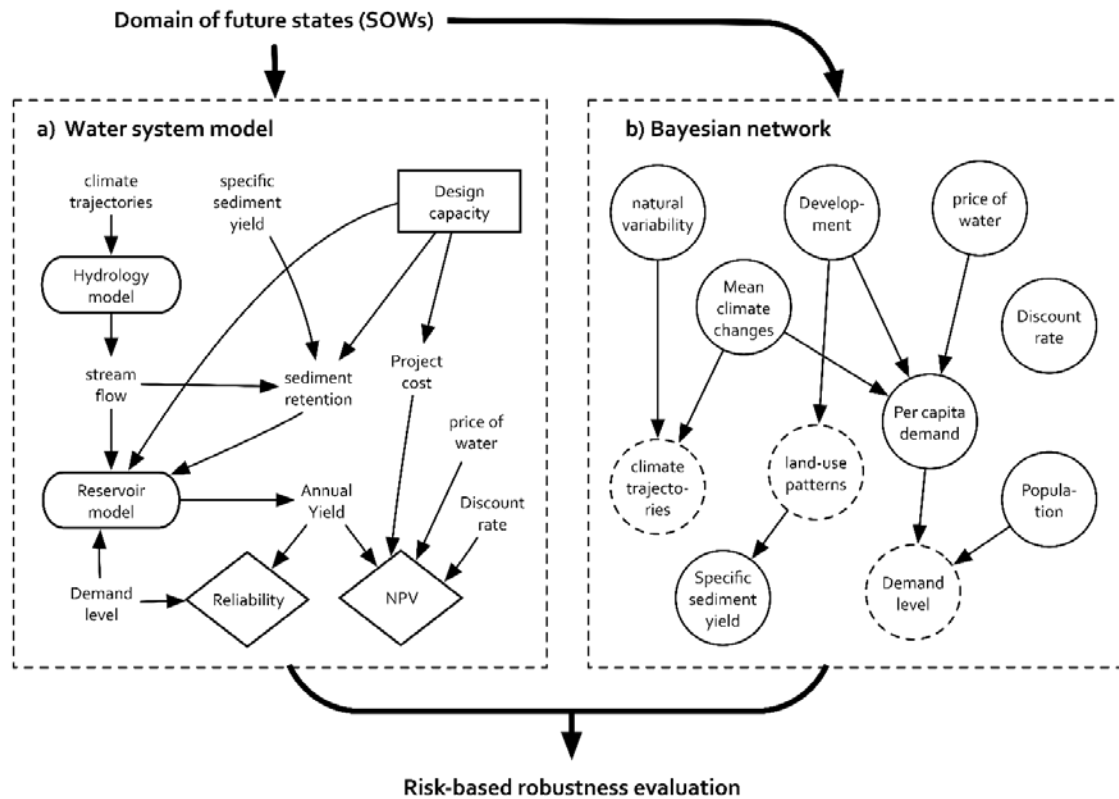 Domain of future states (SOWs)
a) Water system model
climate
trajectories
specific
sediment
yield
Design
capacity
Hydrology
model
stream
flow
sediment
retention
Project
cost
price of
water
Reservoir
model
Annual
Yield
Discount
rate
Demand
level
Reliability
NPV
b) Bayesian network
natural
variability
Develop-
ment
price of
water
Mean
climate
changes
Discount
rate
Per capita
demand
climate
trajecto-
ries
land-use
patterns
Popula-
tion
Specific
sediment
yield
Demand
level
Risk-based robustness evaluation